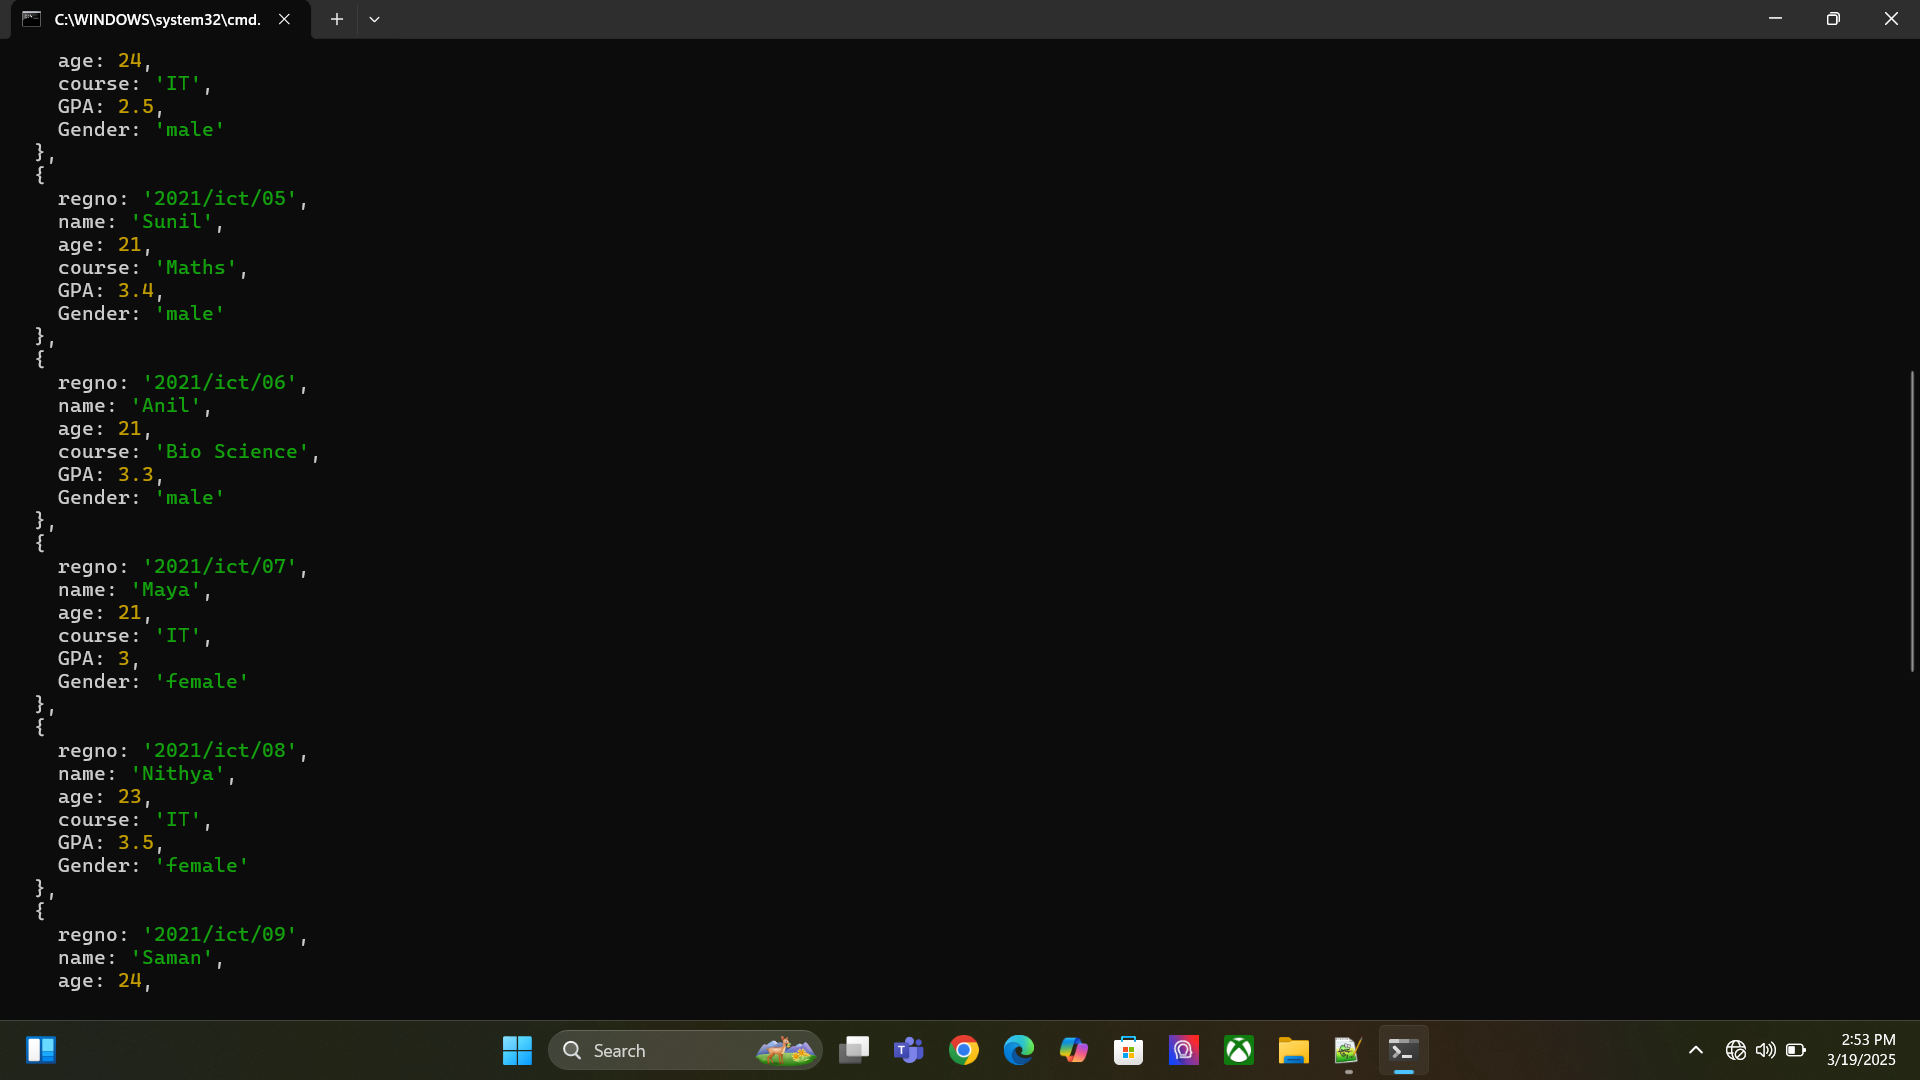 C:\WINDOWS\system32\cmd.
age: 24,
course: 'IT',
GPA: 2.5,
Gender: 'male'
},
{
regno: '2021/ict/05',
name: 'Sunil',
age: 21,
course: 'Maths',
GPA: 3.4,
Gender: 'male'
},
{
regno: '2021/ict/06',
name: 'Anil',
age: 21,
course: 'Bio Science',
GPA: 3.3,
Gender: 'male'
},
{
regno: '2021/ict/07',
name: 'Maya',
age: 21,
course: 'IT',
GPA: 3,
Gender: 'female'
},
{
regno: '2021/ict/08',
name: 'Nithya',
age: 23,
course: 'IT',
GPA: 3.5,
Gender: 'female'
},
{
regno: '2021/ict/09',
name: 'Saman',
age: 24,
Search
2:53 PM
3/19/2025